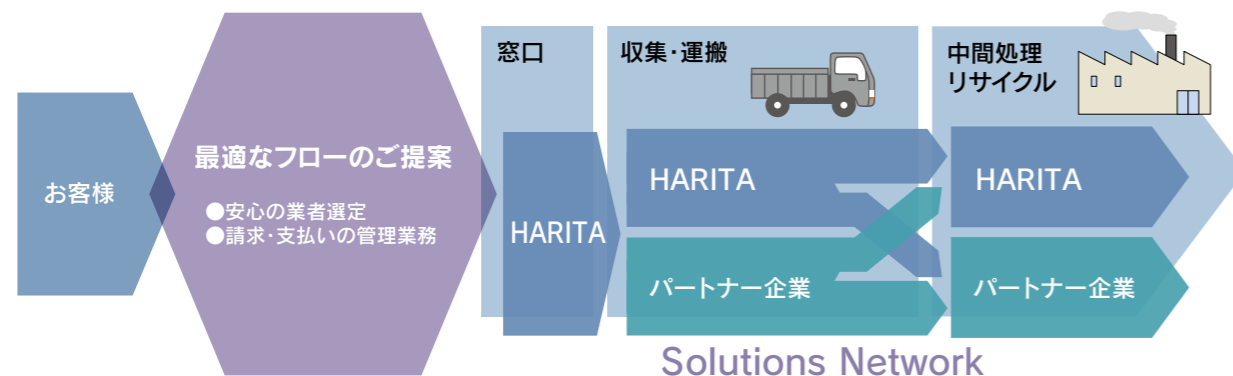 お客様
最適なフローのご提案
●安心の業者選定
●請求・支払いの管理業務
窓口
HARITA
収集・運搬
HARITA
パートナー企業
中間処理
リサイクル
HARITA
パートナー企業
Solutions Network